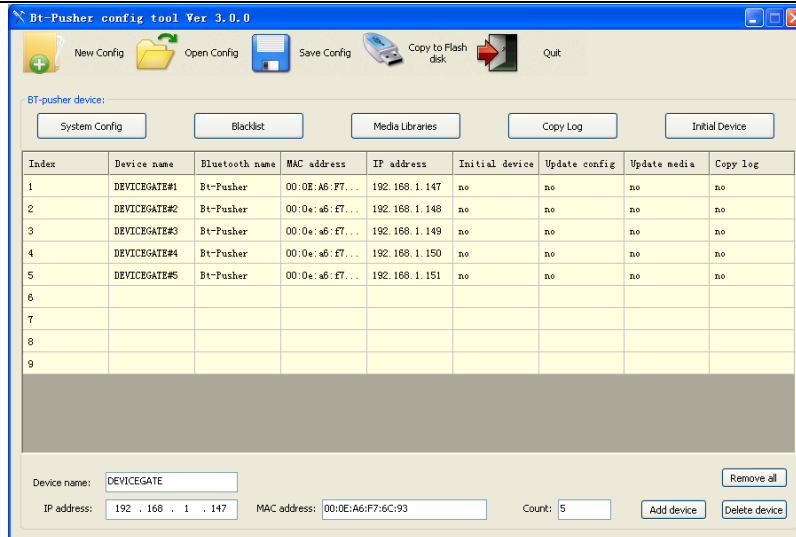 Bt-Pusher config tool Ver 3.0.0
New Config Open Config Save Config Copy to Flash disk Quit
BT-pusher device:
System Config Blacklist Media Libraries Copy Log Initial Device
Index Device name Bluetooth name MAC address IP address Initial device Update config Update media Copy log
1 DEVICEGATE#1 Bt-Pusher 00:0E:A6:F7... 192.168.1.147 no no no no
2 DEVICEGATE#2 Bt-Pusher 00:0e:a6:f7... 192.168.1.148 no no no no
3 DEVICEGATE#3 Bt-Pusher 00:0e:a6:f7... 192.168.1.149 no no no no
4 DEVICEGATE#4 Bt-Pusher 00:0e:a6:f7... 192.168.1.150 no no no no
5 DEVICEGATE#5 Bt-Pusher 00:0e:a6:f7... 192.168.1.151 no no no no
6
7
8
9
Device name: DEVICEGATE Remove all
IP address: 192 . 168 . 1 . 147 MAC address: 00:0E:A6:F7:6C:93 Count: 5 Add device Delete device